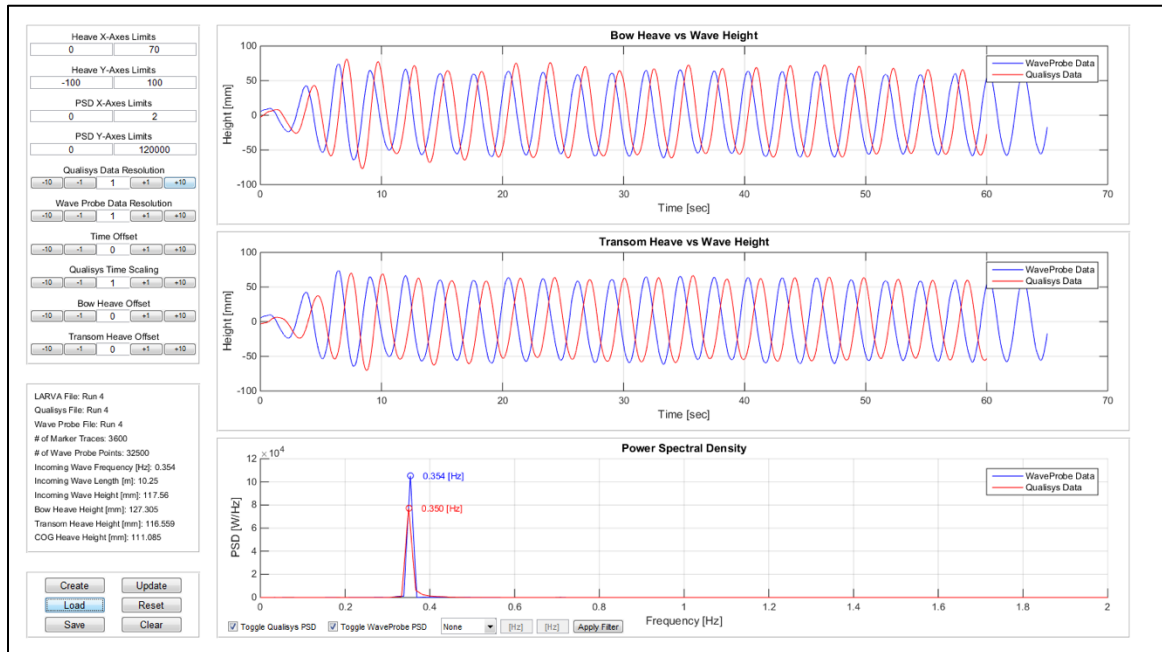 Heave X-Axes Limits
0 70
Heave Y-Axes Limits
-100 100
PSD X-Axes Limits
0 2
PSD Y-Axes Limits
0 120000
Qualisys Data Resolution
-10 -1 1 +1 +10
Wave Probe Data Resolution
-10 -1 1 +1 +10
Time Offset
-10 -1 0 +1 +10
Qualisys Time Scaling
-10 -1 1 +1 +10
Bow Heave Offset
-10 -1 0 +1 +10
Transom Heave Offset
-10 -1 0 +1 +10
LARVA File: Run 4
Qualisys File: Run 4
Wave Probe File: Run 4
# of Marker Traces: 3600
# of Wave Probe Points: 32500
Incoming Wave Frequency [Hz]: 0.354
Incoming Wave Length [m]: 10.25
Incoming Wave Height [mm]: 117.56
Bow Heave Height [mm]: 127.305
Transom Heave Height [mm]: 116.559
COG Heave Height [mm]: 111.085
Create Update
Load Reset
Save Clear
Bow Heave vs Wave Height
Height [mm]
100
50
0
-50
-100
0 10 20 30 40 50 60 70
Time [sec]
WaveProbe Data
Qualisys Data
Transom Heave vs Wave Height
Height [mm]
100
50
0
-50
-100
0 10 20 30 40 50 60 70
Time [sec]
WaveProbe Data
Qualisys Data
Power Spectral Density
×10⁴
PSD [W/Hz]
12
10
8
6
4
2
0
0.354 [Hz]
0.350 [Hz]
WaveProbe Data
Qualisys Data
0 0.2 0.4 0.6 0.8 1 1.2 1.4 1.6 1.8 2
Frequency [Hz]
Toggle Qualisys PSD Toggle WaveProbe PSD None [Hz] [Hz] Apply Filter